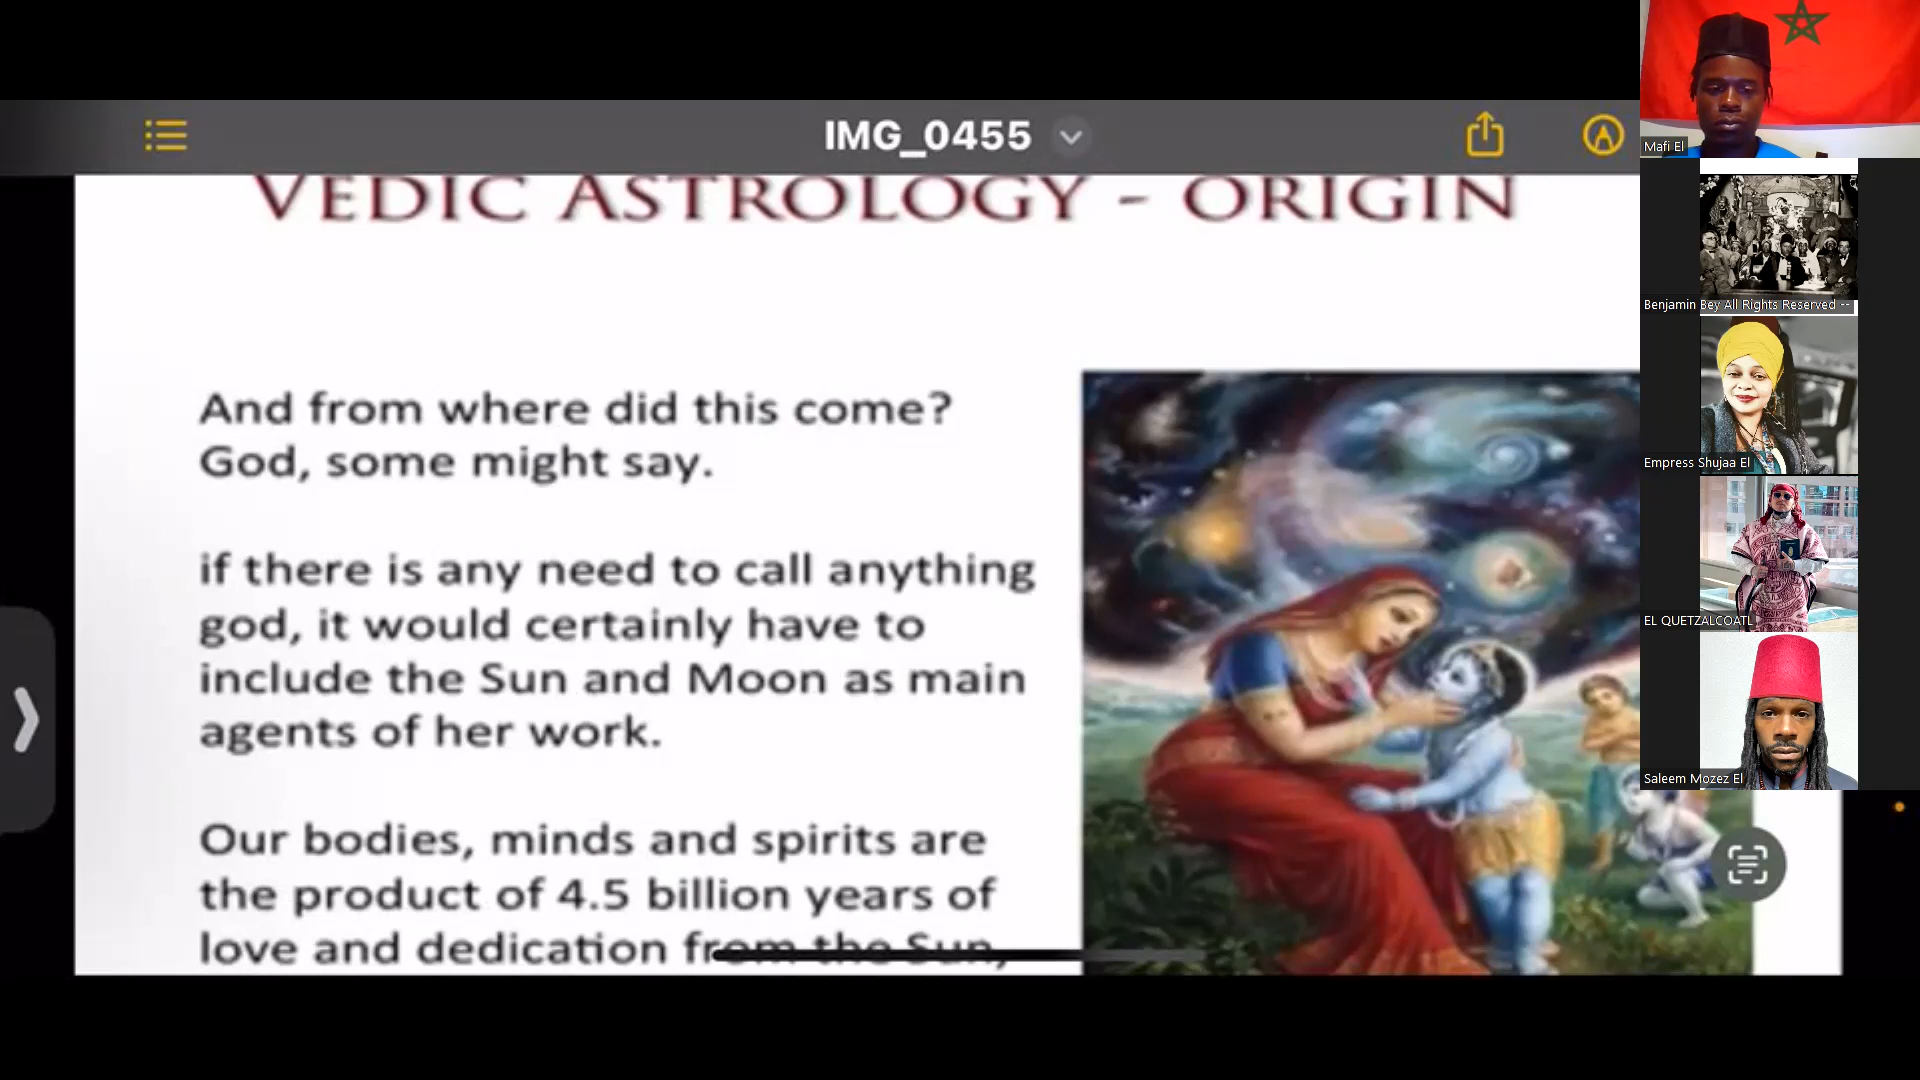 IMG_0455
VEDIC ASTROLOGY - ORIGIN
And from where did this come?
God, some might say.
if there is any need to call anything
god, it would certainly have to
include the Sun and Moon as main
agents of her work.
Our bodies, minds and spirits are
the product of 4.5 billion years of
love and dedication from the Sun,
Mafi El
Benjamin Bey All Rights Reserved --
Empress Shujaa El
EL QUETZALCOATL
Saleem Mozez El